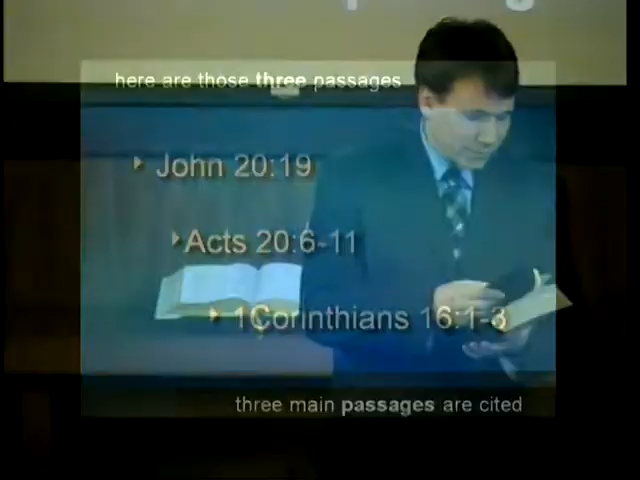 here are those three passages
John 20:19
Acts 20:6-11
1Corinthians 16:1-3
three main passages are cited